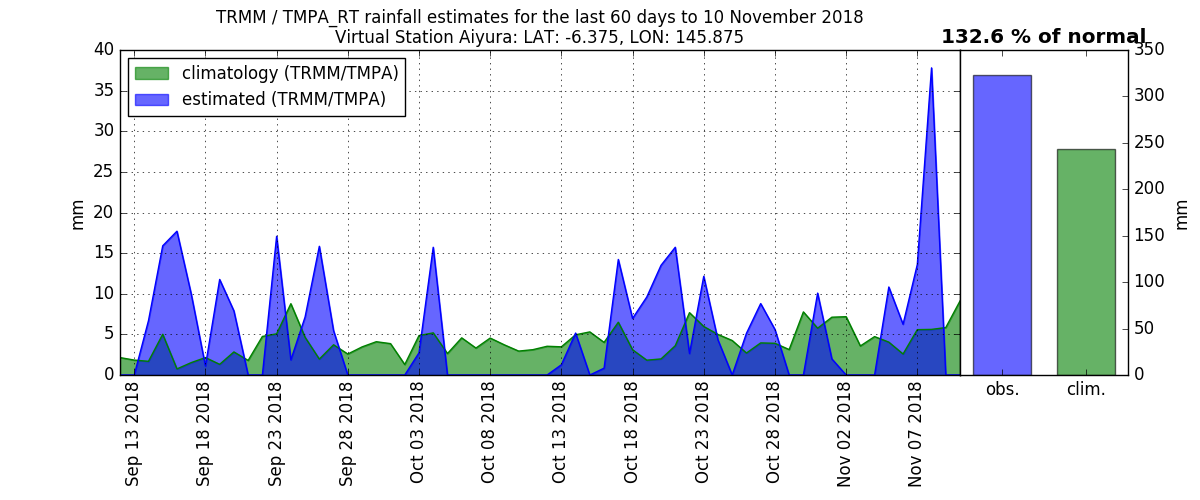 TRMM / TMPA_RT rainfall estimates for the last 60 days to 10 November 2018
Virtual Station Aiyura: LAT: -6.375, LON: 145.875
132.6 % of normal
climatology (TRMM/TMPA)
estimated (TRMM/TMPA)
40
35
30
25
20
15
10
5
0
mm
Sep 13 2018
Sep 18 2018
Sep 23 2018
Sep 28 2018
Oct 03 2018
Oct 08 2018
Oct 13 2018
Oct 18 2018
Oct 23 2018
Oct 28 2018
Nov 02 2018
Nov 07 2018
obs.
clim.
350
300
250
200
150
100
50
0
mm